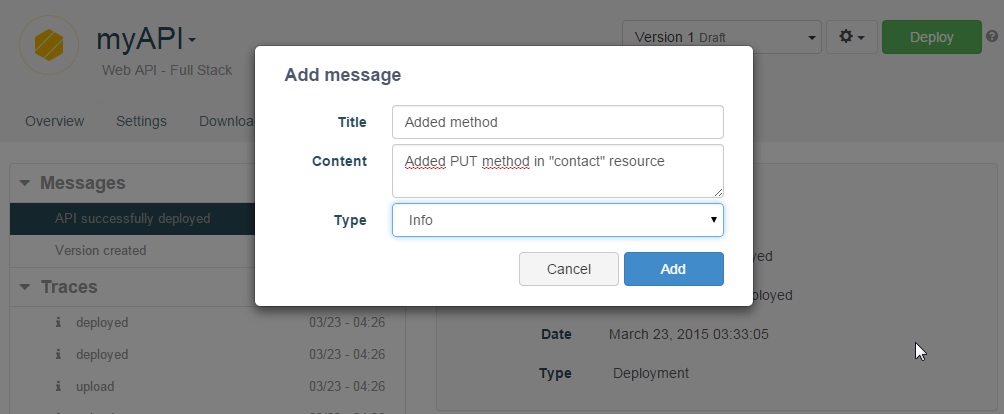 myAPI
Web API - Full Stack
Version 1 Draft
Deploy
Overview
Settings
Downloa
Add message
Title
Added method
Content
Added PUT method in "contact" resource
Type
Info
Cancel
Add
Messages
API successfully deployed
Version created
Traces
deployed 03/23 - 04:26
deployed 03/23 - 04:26
upload 03/23 - 04:26
yed
ployed
Date March 23, 2015 03:33:05
Type Deployment